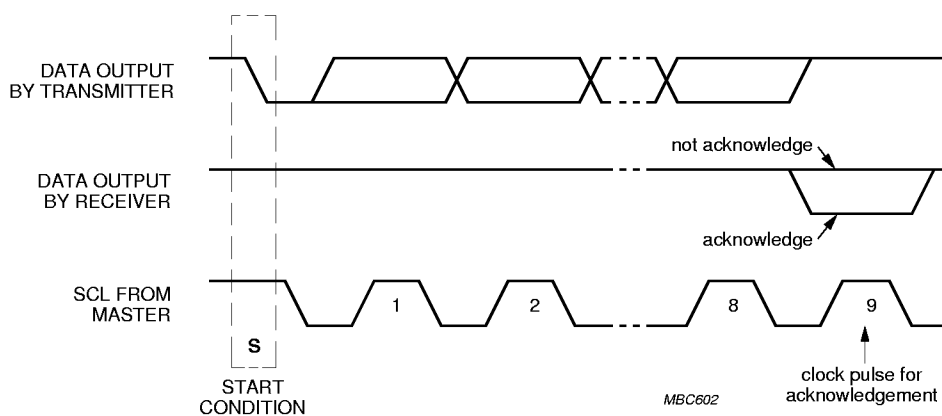 DATA OUTPUT
BY TRANSMITTER
not acknowledge
DATA OUTPUT
BY RECEIVER
acknowledge
SCL FROM
MASTER
1
2
8
9
S
START
CONDITION
MBC602
clock pulse for
acknowledgement